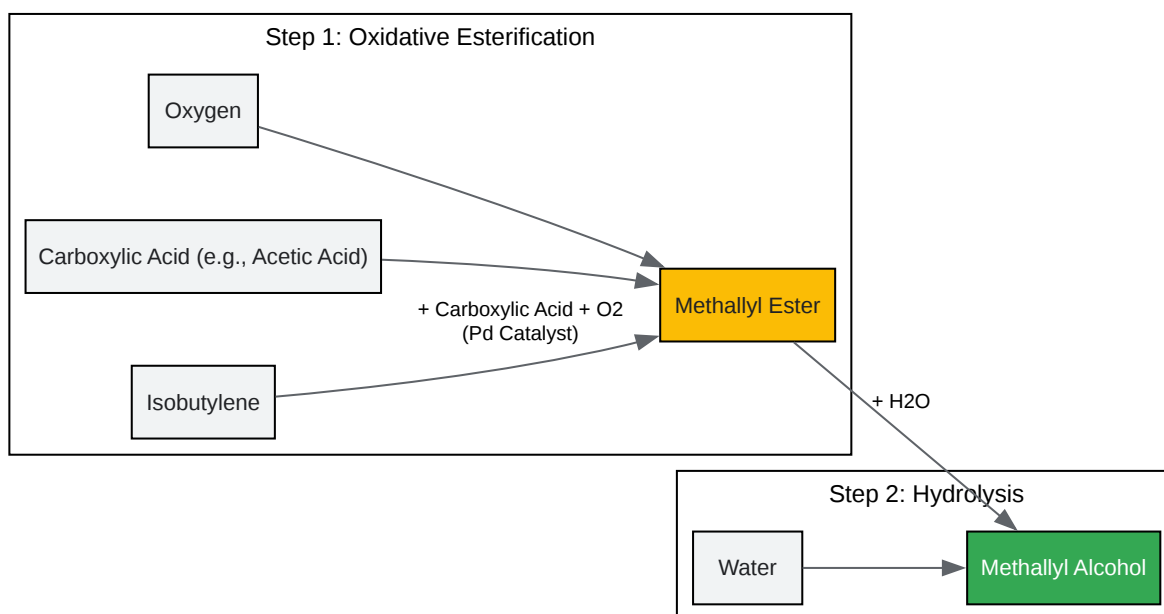 Step 1: Oxidative Esterification
Oxygen
Carboxylic Acid (e.g., Acetic Acid)
+ Carboxylic Acid + O2
(Pd Catalyst)
Methallyl Ester
Isobutylene
+ H2O
Step 2: Hydrolysis
Water
Methallyl Alcohol